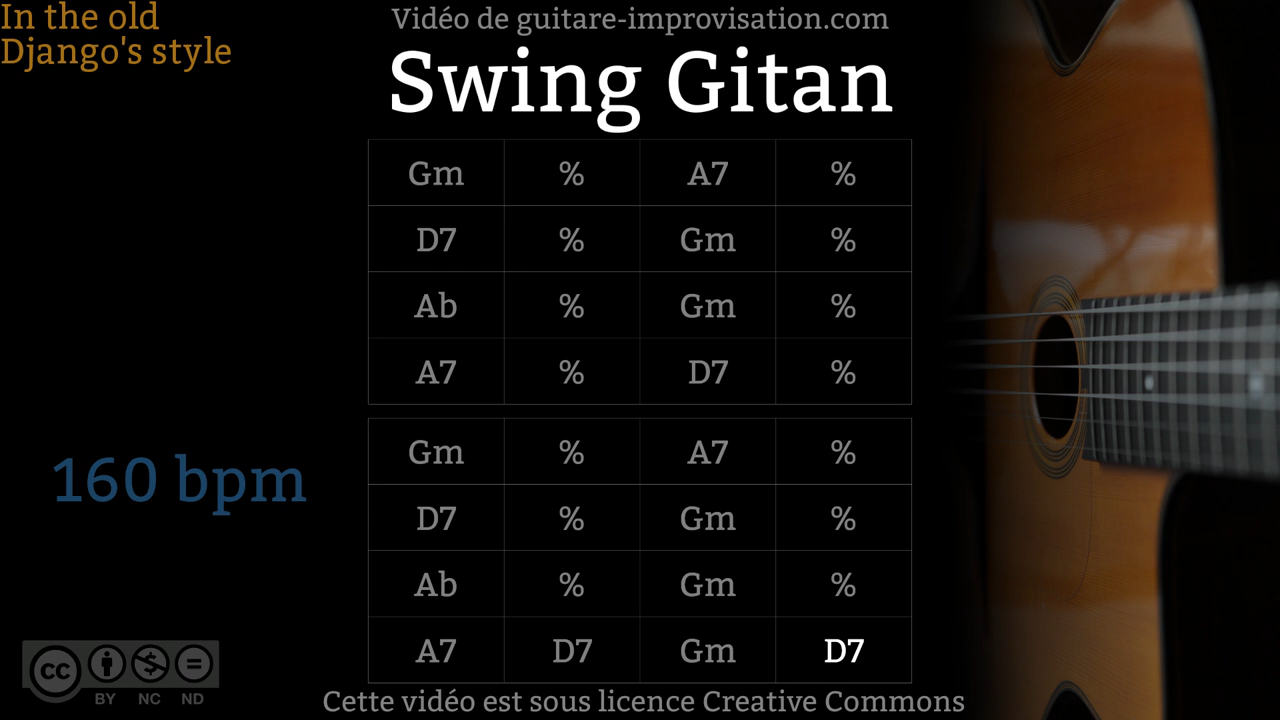 In the old
Django's style
Vidéo de guitare-improvisation.com
Swing Gitan
Gm % A7 %
D7 % Gm %
Ab % Gm %
A7 % D7 %
Gm % A7 %
D7 % Gm %
Ab % Gm %
A7 D7 Gm D7
160 bpm
cc
BY NC ND
Cette vidéo est sous licence Creative Commons